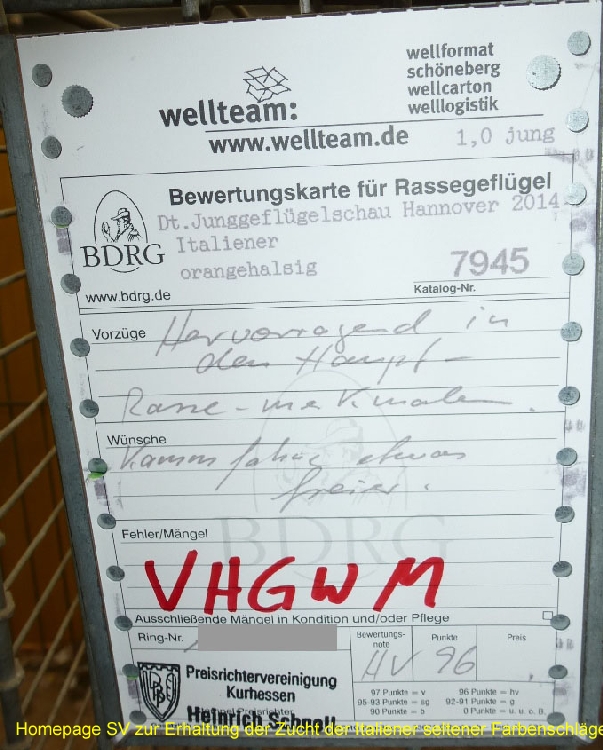 wellformat
schöneberg
wellcarton
welllogistik
wellteam:
www.wellteam.de
1,0 jung
Bewertungskarte für Rassegeflügel
Dt.Junggeflügelschau Hannover 2014
Italiener
orangehalsig
BDRG
7945
www.bdrg.de
Katalog-Nr.
Vorzüge Hervorragend in
den Haupt-
Rasse-merkmalen.
Wünsche
Kammfahne etwas
freier.
BDRG
Fehler/Mängel
VHGW M
Ausschließende Mängel in Kondition und/oder Pflege
Ring-Nr.
Bewertungs-
note
Punkte
Preis
HV 96
Preisrichtervereinigung
Kurhessen
Heinrich
97 Punkte = v 96 Punkte = hv
95-93 Punkte = sg 92-91 Punkte = g
90 Punkte = b 0 Punkte = u. u. o. B.
Homepage SV zur Erhaltung der Zucht der Italiener seltener Farbenschläge